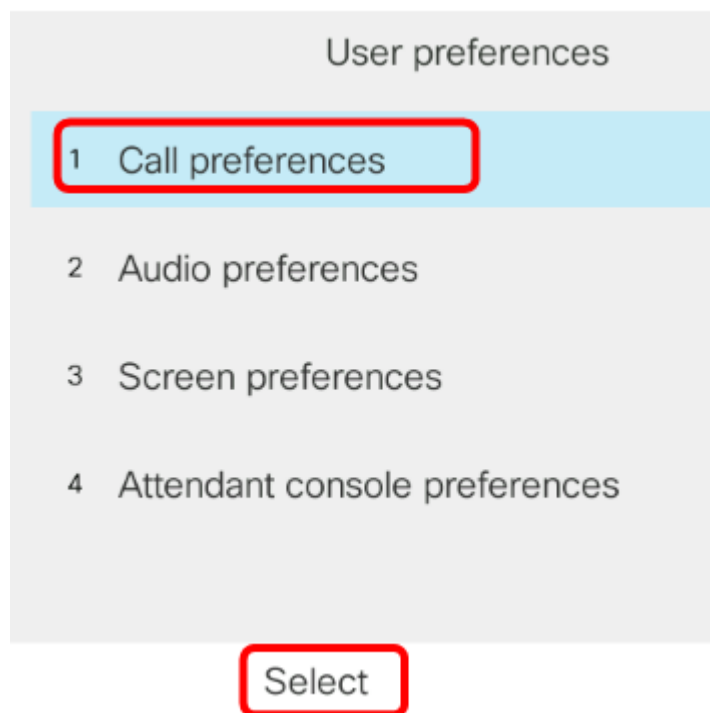 User preferences
1 Call preferences
2 Audio preferences
3 Screen preferences
4 Attendant console preferences
Select